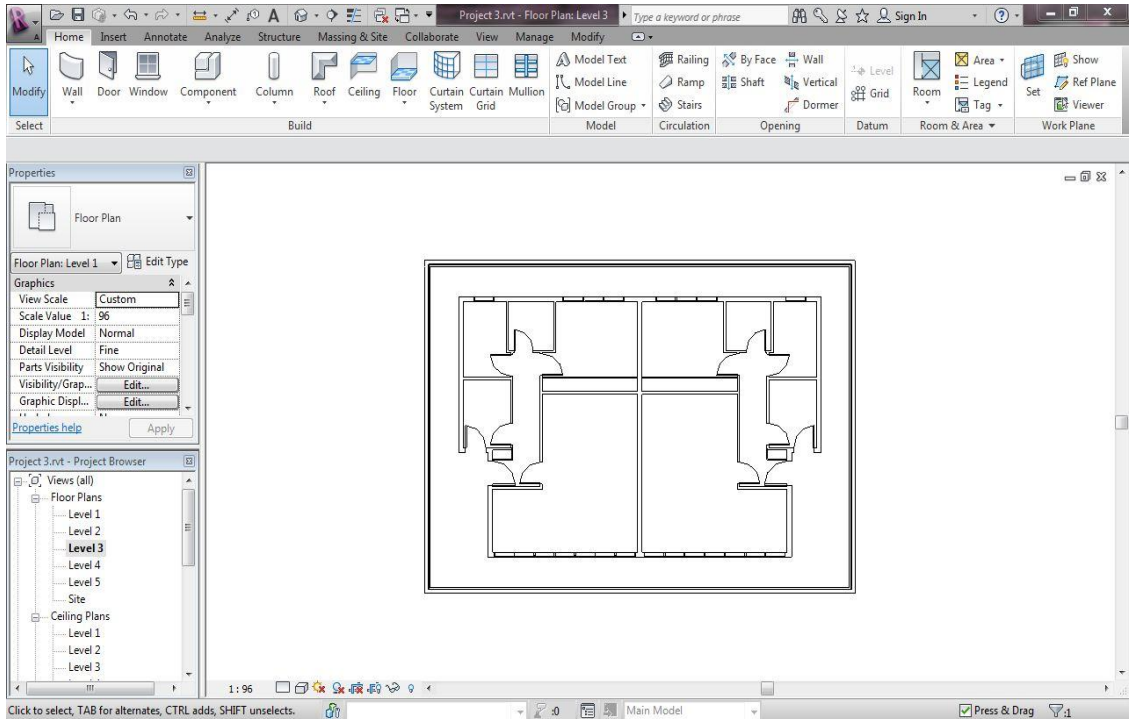 Project 3.rvt - Floor Plan: Level 3
Type a keyword or phrase
Sign In
Home Insert Annotate Analyze Structure Massing & Site Collaborate View Manage Modify
Modify
Wall
Door
Window
Component
Column
Roof
Ceiling
Floor
Curtain System
Curtain Grid
Mullion
Model Text
Model Line
Model Group
Railing
Ramp
Stairs
By Face
Shaft
Wall
Vertical
Dormer
Level
Grid
Room
Area
Legend
Tag
Set
Show
Ref Plane
Viewer
Select
Build
Model
Circulation
Opening
Datum
Room & Area
Work Plane
Properties
Floor Plan
Floor Plan: Level 1
Edit Type
Graphics
View Scale Custom
Scale Value 1: 96
Display Model Normal
Detail Level Fine
Parts Visibility Show Original
Visibility/Grap... Edit...
Graphic Displ... Edit...
Properties help
Apply
Project 3.rvt - Project Browser
Views (all)
Floor Plans
Level 1
Level 2
Level 3
Level 4
Level 5
Site
Ceiling Plans
Level 1
Level 2
Level 3
1 : 96
Click to select, TAB for alternates, CTRL adds, SHIFT unselects.
:0
Main Model
Press & Drag
:1